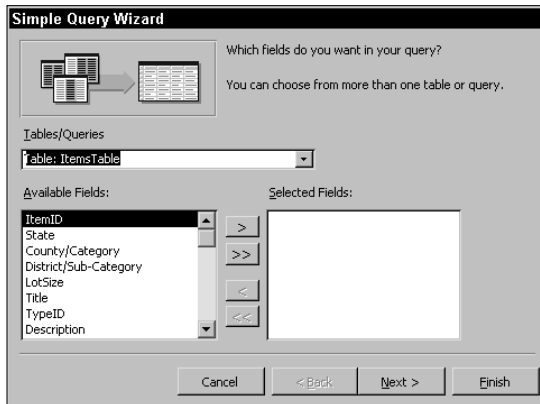 Simple Query Wizard
Which fields do you want in your query?
You can choose from more than one table or query.
Tables/Queries
Table: ItemsTable
Available Fields:
Selected Fields:
ItemID
State
County/Category
District/Sub-Category
LotSize
Title
TypeID
Description
>
>>
<
<<
Cancel
< Back
Next >
Finish